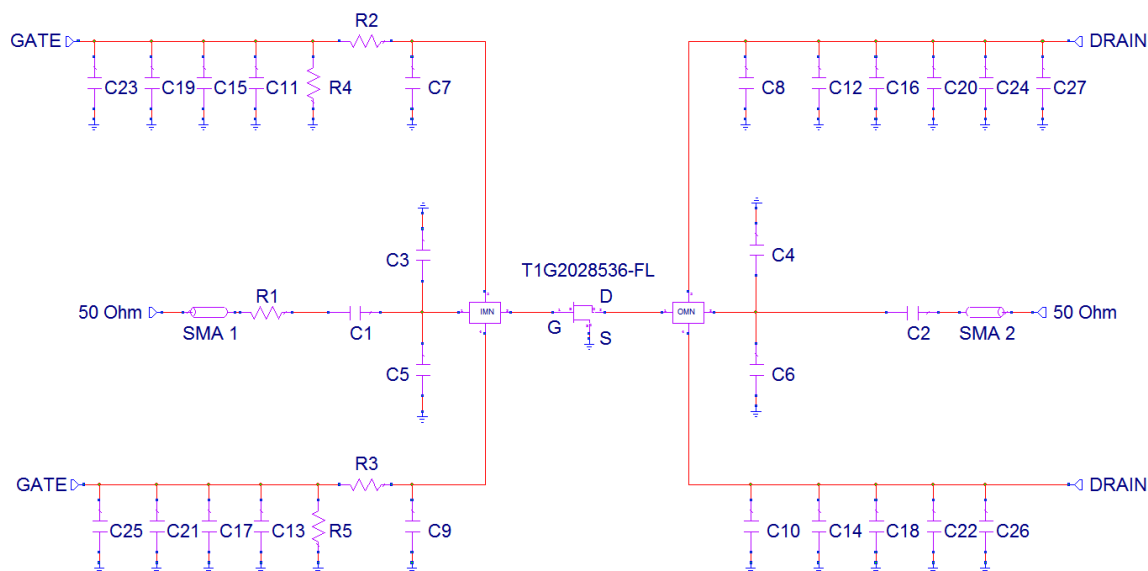 R2
GATE
DRAIN
C23 C19 C15 C11 R4 C7 C8 C12 C16 C20 C24 C27
C3 C4
T1G2028536-FL
R1 D
50 Ohm IMN OMN 50 Ohm
SMA 1 C1 G S C2 SMA 2
C5 C6
R3
GATE DRAIN
C25 C21 C17 C13 R5 C9 C10 C14 C18 C22 C26